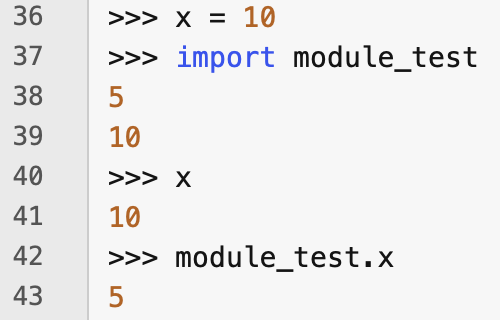 36 >>> x = 10
37 >>> import module_test
38 5
39 10
40 >>> x
41 10
42 >>> module_test.x
43 5